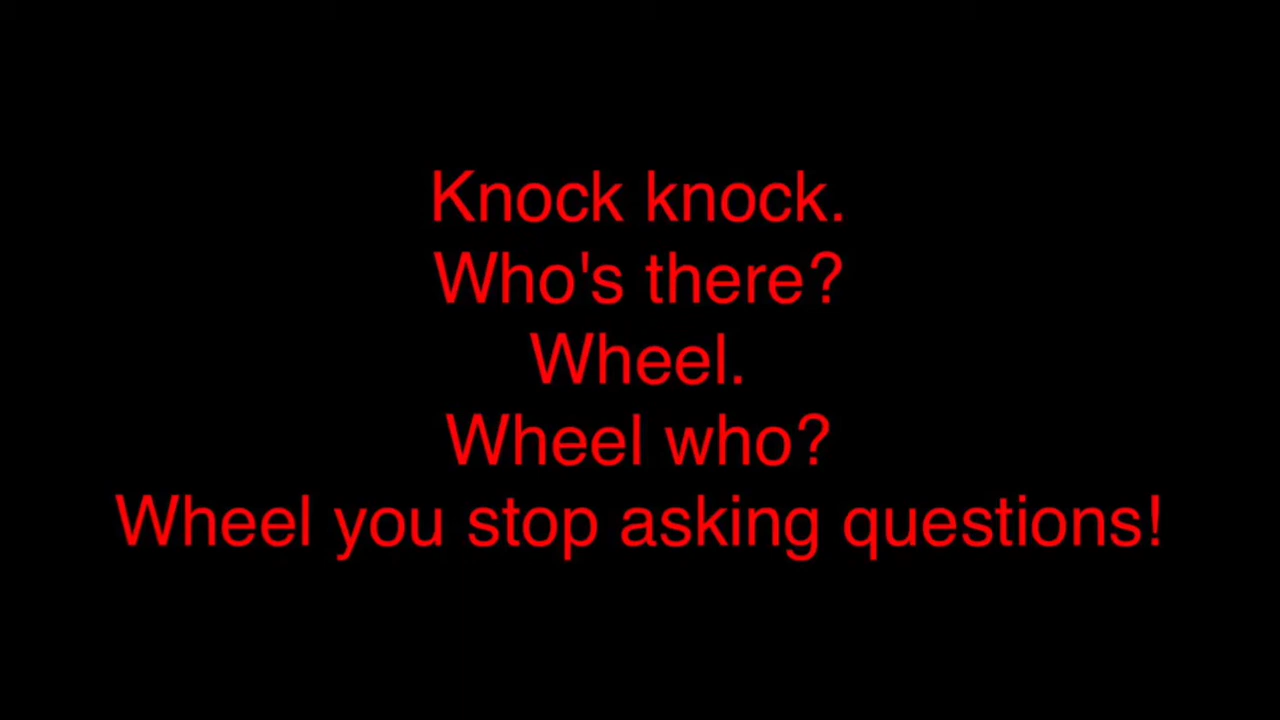 Knock knock.
Who's there?
Wheel.
Wheel who?
Wheel you stop asking questions!